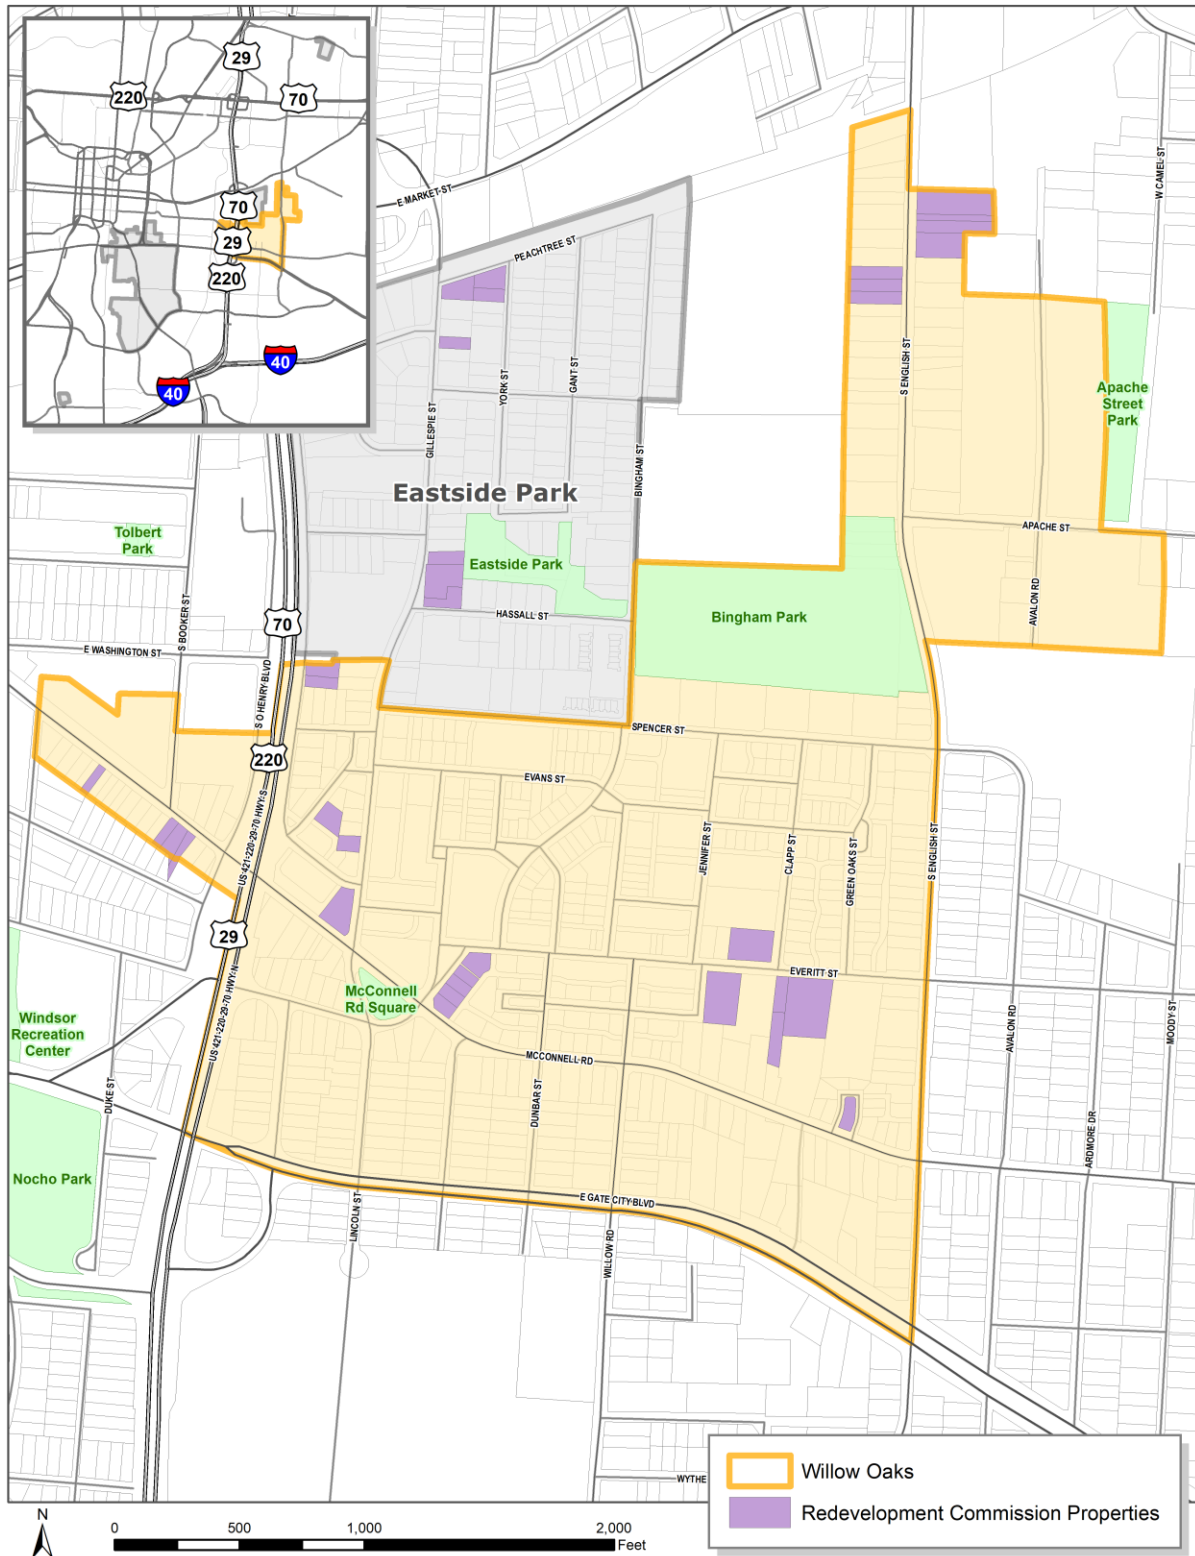 29
220
70
70
29
220
40
40
E MARKET ST
PEACHTREE ST
W CAMEL ST
S ENGLISH ST
GANT ST
YORK ST
GILLESPIE ST
BINGHAM ST
Apache
Street
Park
Eastside Park
APACHE ST
Tolbert
Park
Eastside Park
AVALON RD
S BOOKER ST
HASSALL ST
Bingham Park
70
E WASHINGTON ST
S O HENRY BLVD
SPENCER ST
220
EVANS ST
US 421-220-29-70 HWY S
JENNIFER ST
CLAPP ST
GREEN OAKS ST
S ENGLISH ST
29
EVERITT ST
McConnell
Rd Square
Windsor
Recreation
Center
US 421-220-29-70 HWY N
AVALON RD
MOODY ST
MCCONNELL RD
DUKE ST
DUNBAR ST
ARDMORE DR
Nocho Park
E GATE CITY BLVD
LINCOLN ST
WILLOW RD
WYTHE
Willow Oaks
Redevelopment Commission Properties
N
0 500 1,000 2,000
Feet